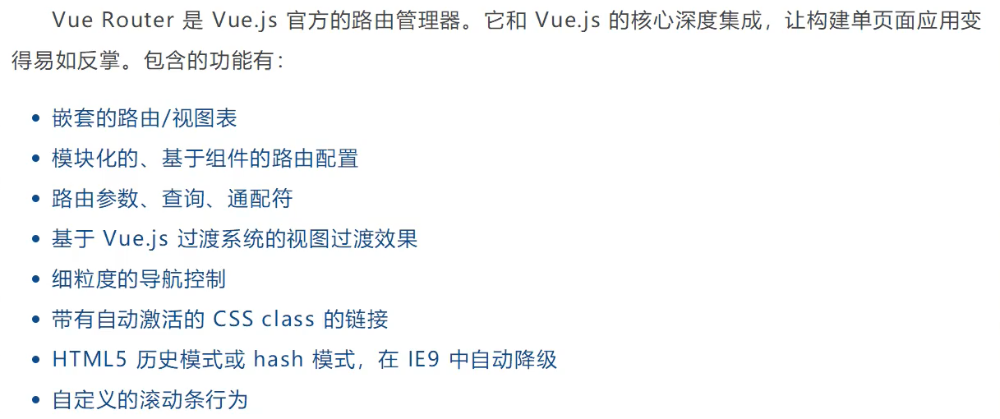 Vue Router 是 Vue.js 官方的路由管理器。它和 Vue.js 的核心深度集成，让构建单页面应用变
得易如反掌。包含的功能有：
• 嵌套的路由/视图表
• 模块化的、基于组件的路由配置
• 路由参数、查询、通配符
• 基于 Vue.js 过渡系统的视图过渡效果
• 细粒度的导航控制
• 带有自动激活的 CSS class 的链接
• HTML5 历史模式或 hash 模式，在 IE9 中自动降级
• 自定义的滚动条行为